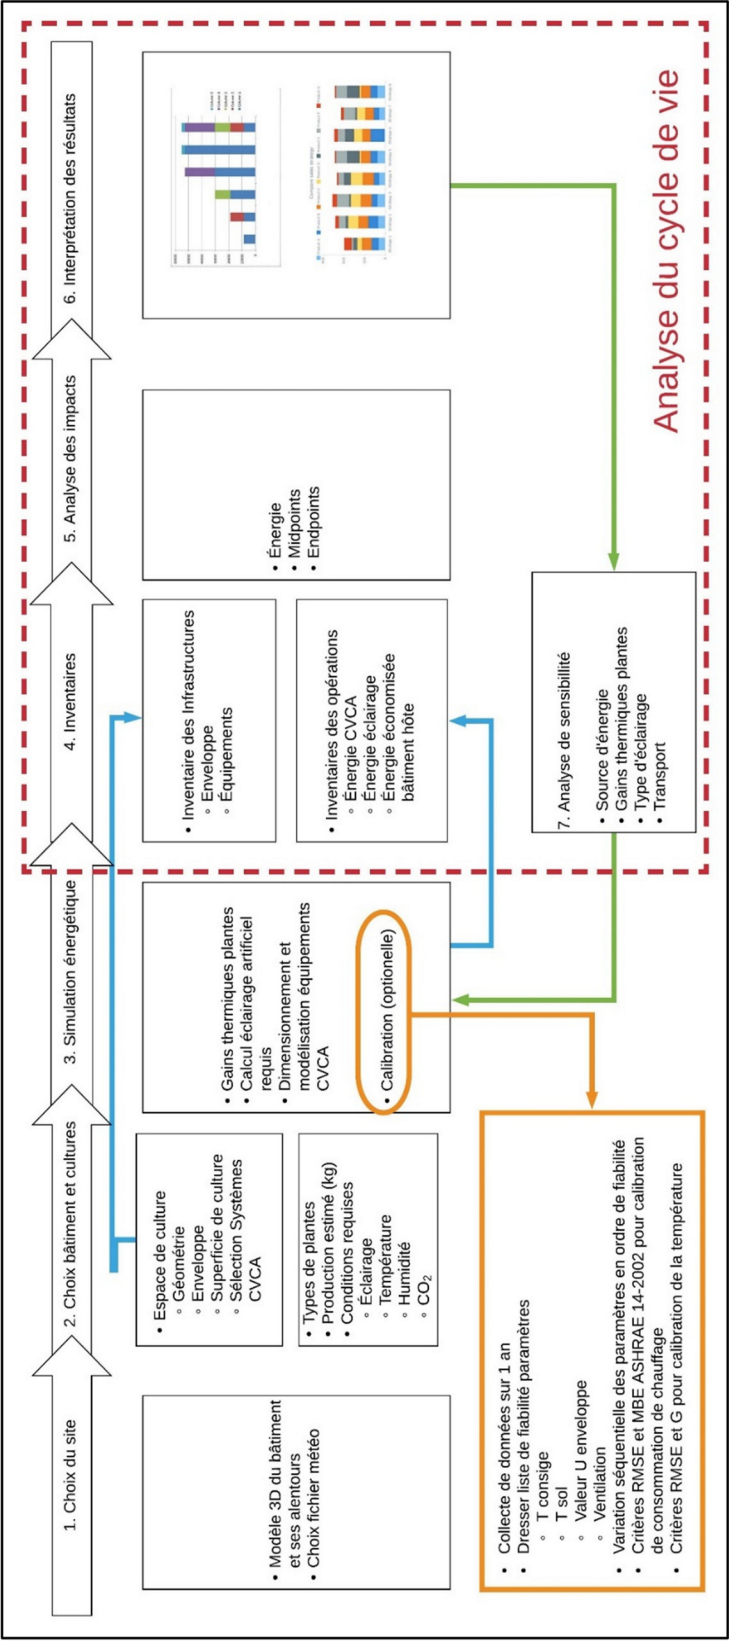 1. Choix du site
2. Choix bâtiment et cultures
3. Simulation énergétique
4. Inventaires
5. Analyse des impacts
6. Interprétation des résultats
• Modèle 3D du bâtiment
et ses alentours
• Choix fichier météo
• Espace de culture
◦ Géométrie
◦ Enveloppe
◦ Superficie de culture
◦ Sélection Systèmes
CVCA
• Types de plantes
• Production estimé (kg)
• Conditions requises
◦ Éclairage
◦ Température
◦ Humidité
◦ CO2
• Gains thermiques plantes
• Calcul éclairage artificiel
requis
• Dimensionnement et
modélisation équipements
CVCA
• Calibration (optionelle)
• Inventaire des Infrastructures
◦ Enveloppe
◦ Équipements
• Inventaires des opérations
◦ Énergie CVCA
◦ Énergie éclairage
◦ Énergie économisée
bâtiment hôte
• Énergie
• Midpoints
• Endpoints
• Collecte de données sur 1 an
• Dresser liste de fiabilité paramètres
◦ T consige
◦ T sol
◦ Valeur U enveloppe
◦ Ventilation
• Variation séquentielle des paramètres en ordre de fiabilité
• Critères RMSE et MBE ASHRAE 14-2002 pour calibration
de consommation de chauffage
• Critères RMSE et G pour calibration de la température
7. Analyse de sensibillité
• Source d'énergie
• Gains thermiques plantes
• Type d'éclairage
• Transport
Analyse du cycle de vie